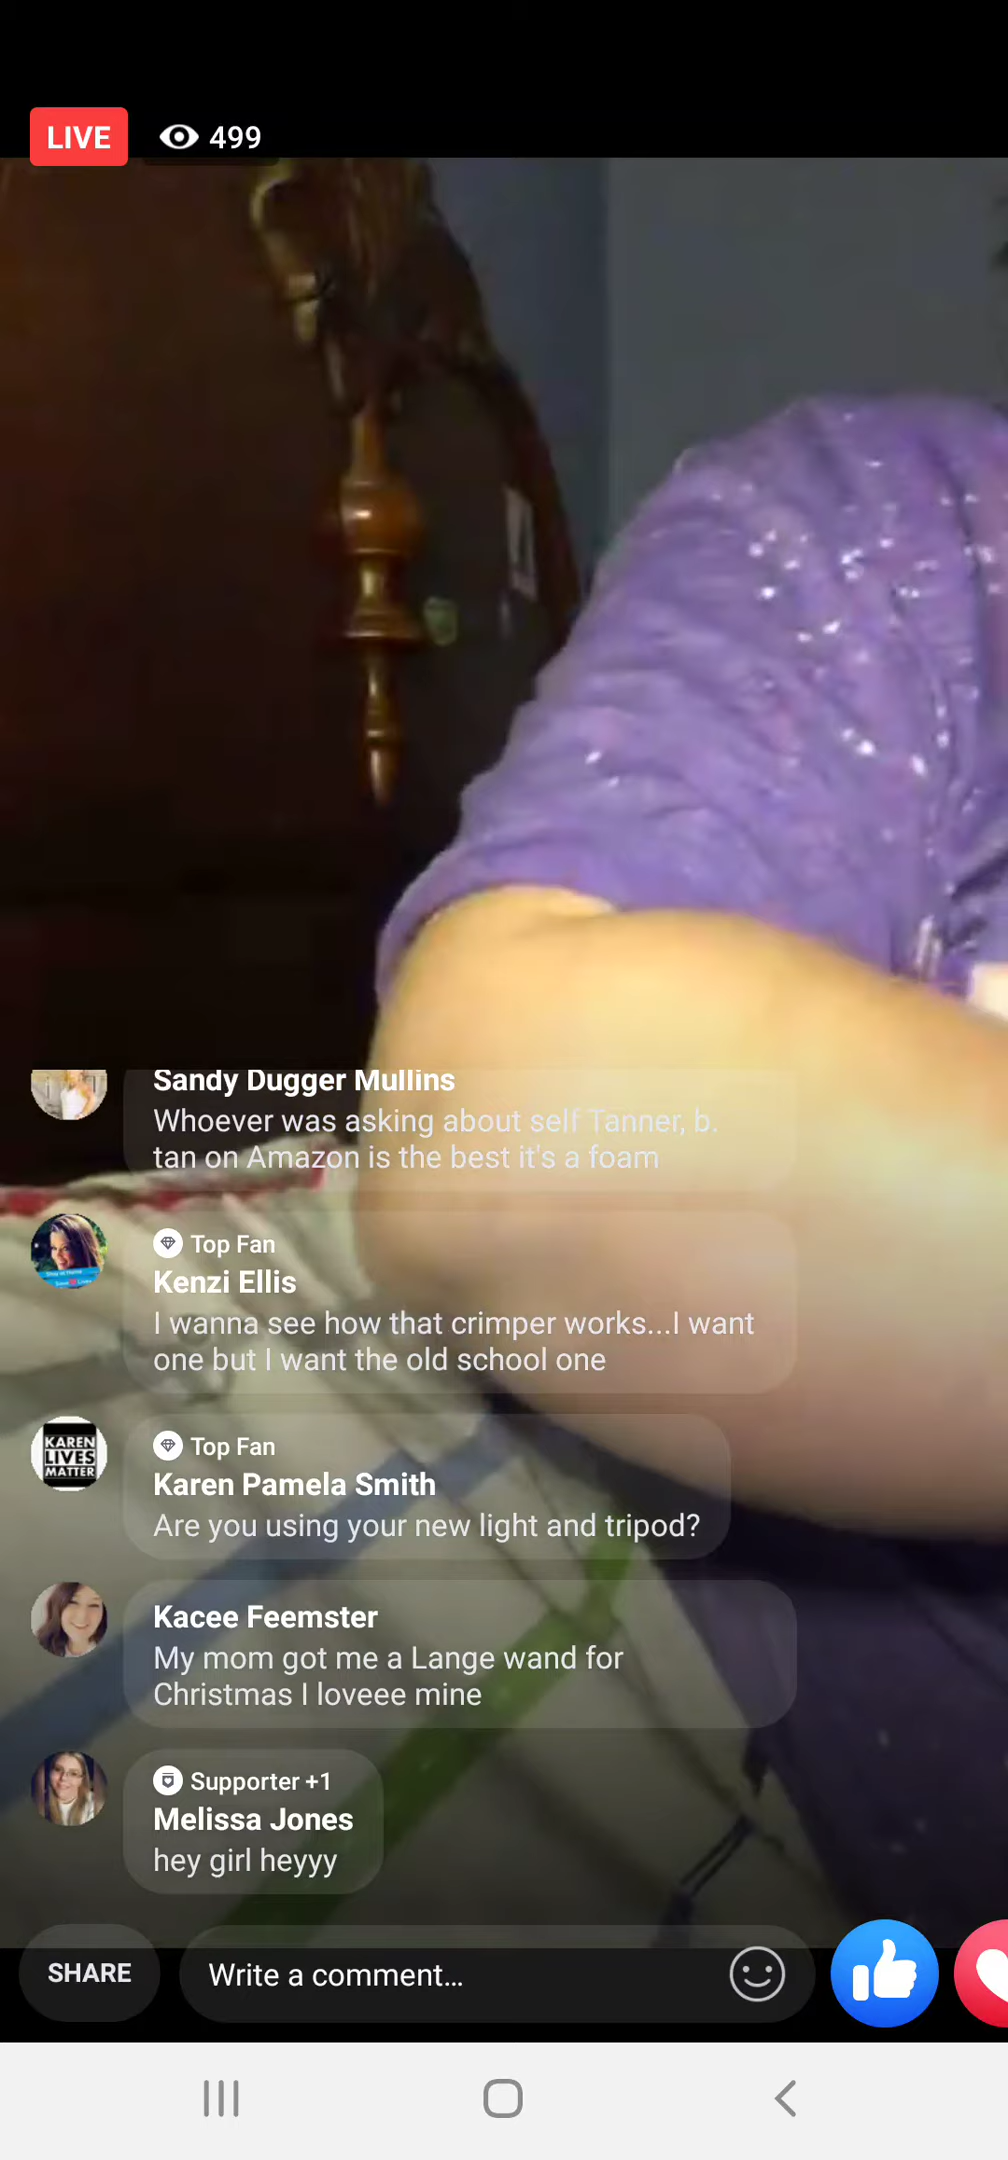 LIVE 499
Sandy Dugger Mullins
Whoever was asking about self Tanner, b.
tan on Amazon is the best it's a foam
Top Fan
Kenzi Ellis
I wanna see how that crimper works...I want
one but I want the old school one
KAREN
LIVES
MATTER
Top Fan
Karen Pamela Smith
Are you using your new light and tripod?
Kacee Feemster
My mom got me a Lange wand for
Christmas I loveee mine
Supporter +1
Melissa Jones
hey girl heyyy
SHARE
Write a comment...